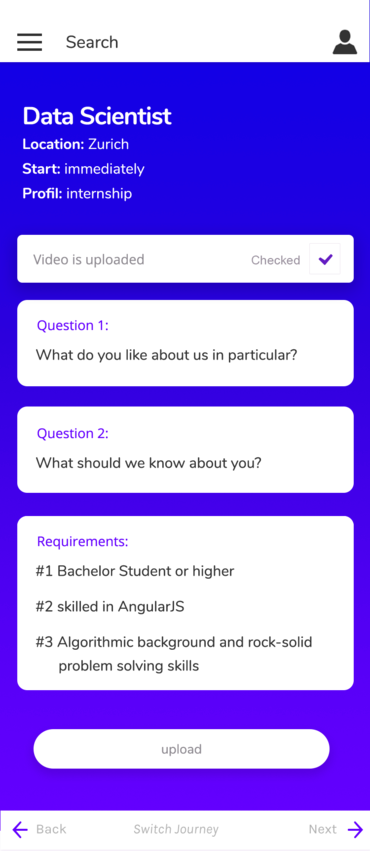 Search
Data Scientist
Location: Zurich
Start: immediately
Profil: internship
Video is uploaded Checked
Question 1:
What do you like about us in particular?
Question 2:
What should we know about you?
Requirements:
#1 Bachelor Student or higher
#2 skilled in AngularJS
#3 Algorithmic background and rock-solid
problem solving skills
upload
Back Switch Journey Next